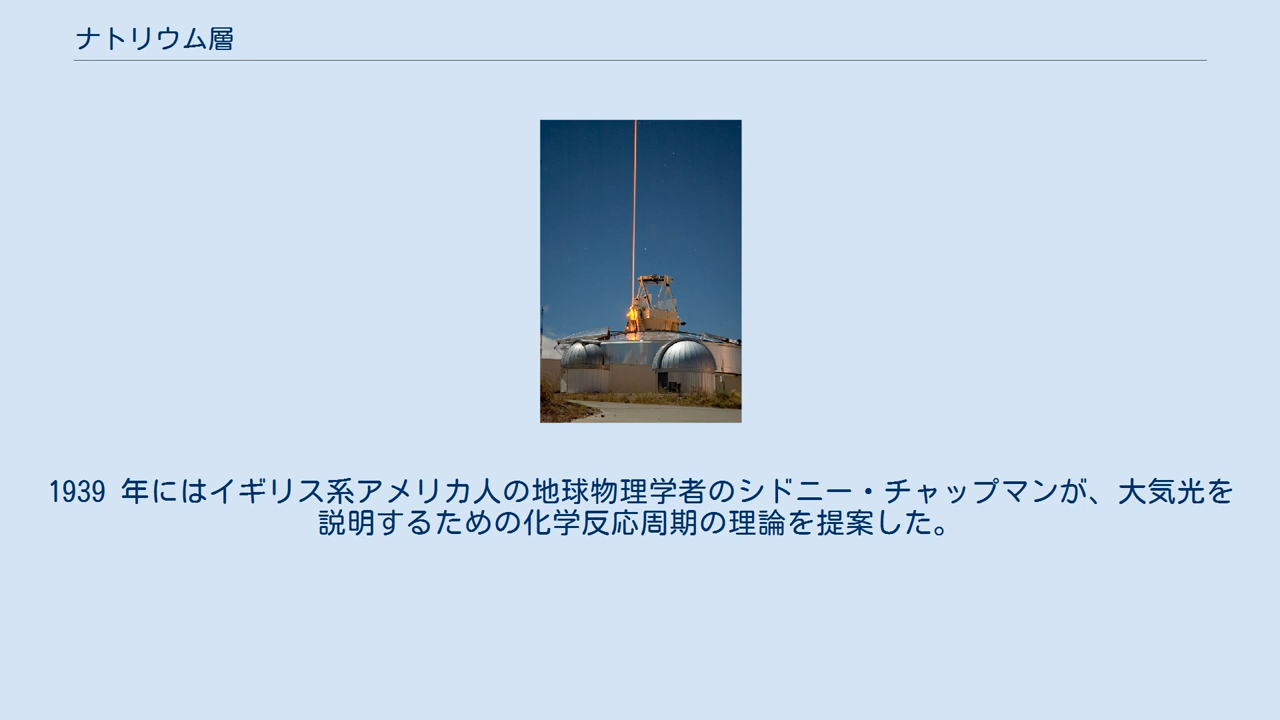 ナトリウム層
1939 年にはイギリス系アメリカ人の地球物理学者のシドニー・チャップマンが、大気光を
説明するための化学反応周期の理論を提案した。